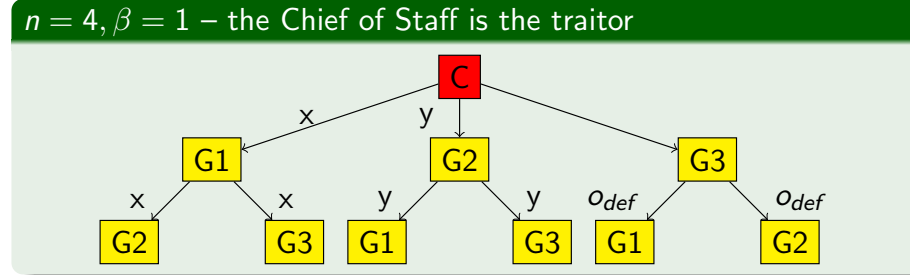 n = 4, β = 1 – the Chief of Staff is the traitor
C
x y
G1 G2 G3
x x y y o_def o_def
G2 G3 G1 G3 G1 G2